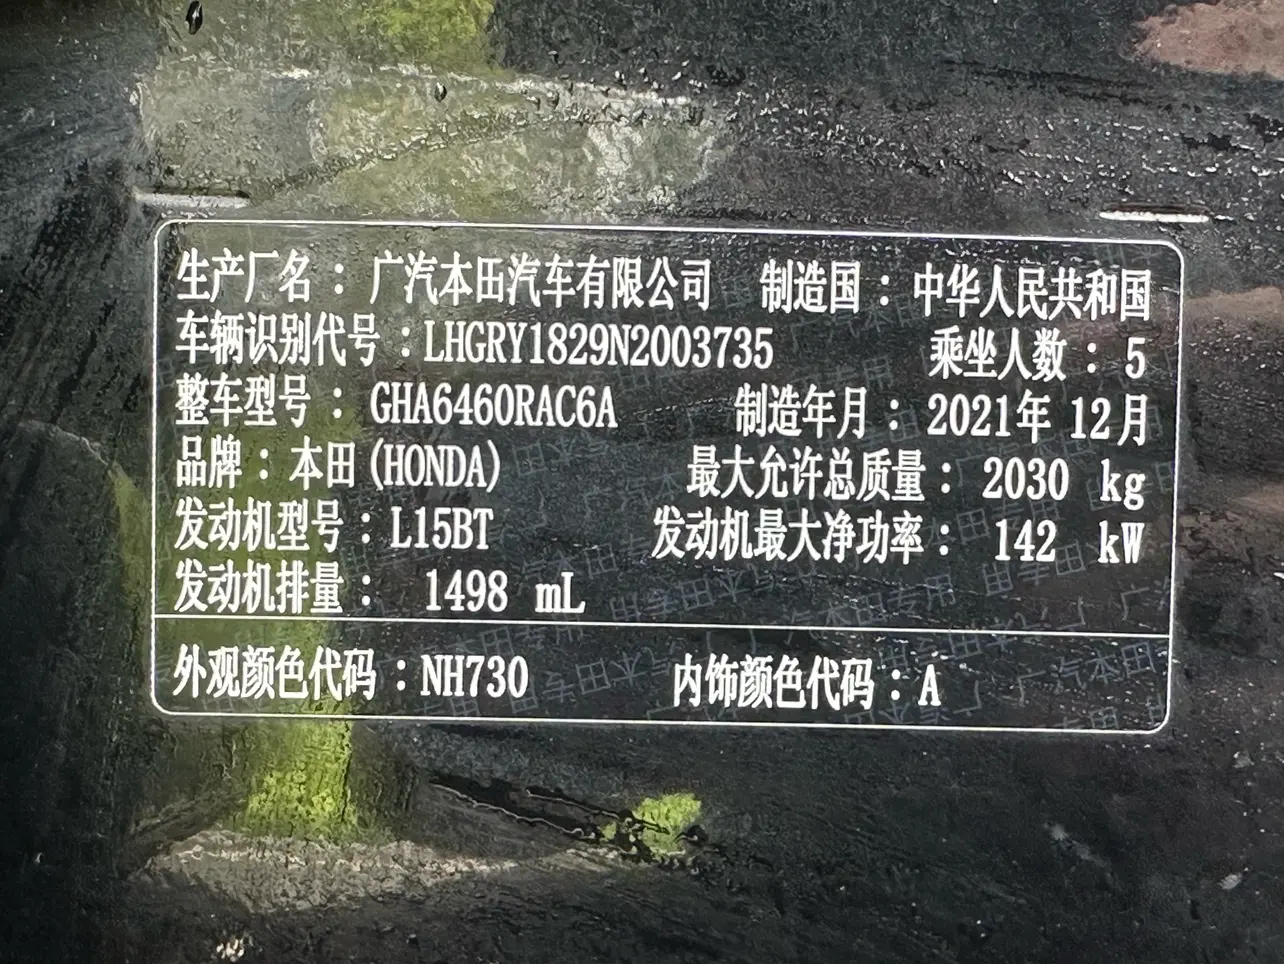 生产厂名：广汽本田汽车有限公司 制造国：中华人民共和国
车辆识别代号：LHGRY1829N2003735 乘坐人数：5
整车型号：GHA6460RAC6A 制造年月：2021年 12月
品牌：本田(HONDA) 最大允许总质量：2030 kg
发动机型号：L15BT 发动机最大净功率：142 kW
发动机排量：1498 mL
外观颜色代码：NH730 内饰颜色代码：A